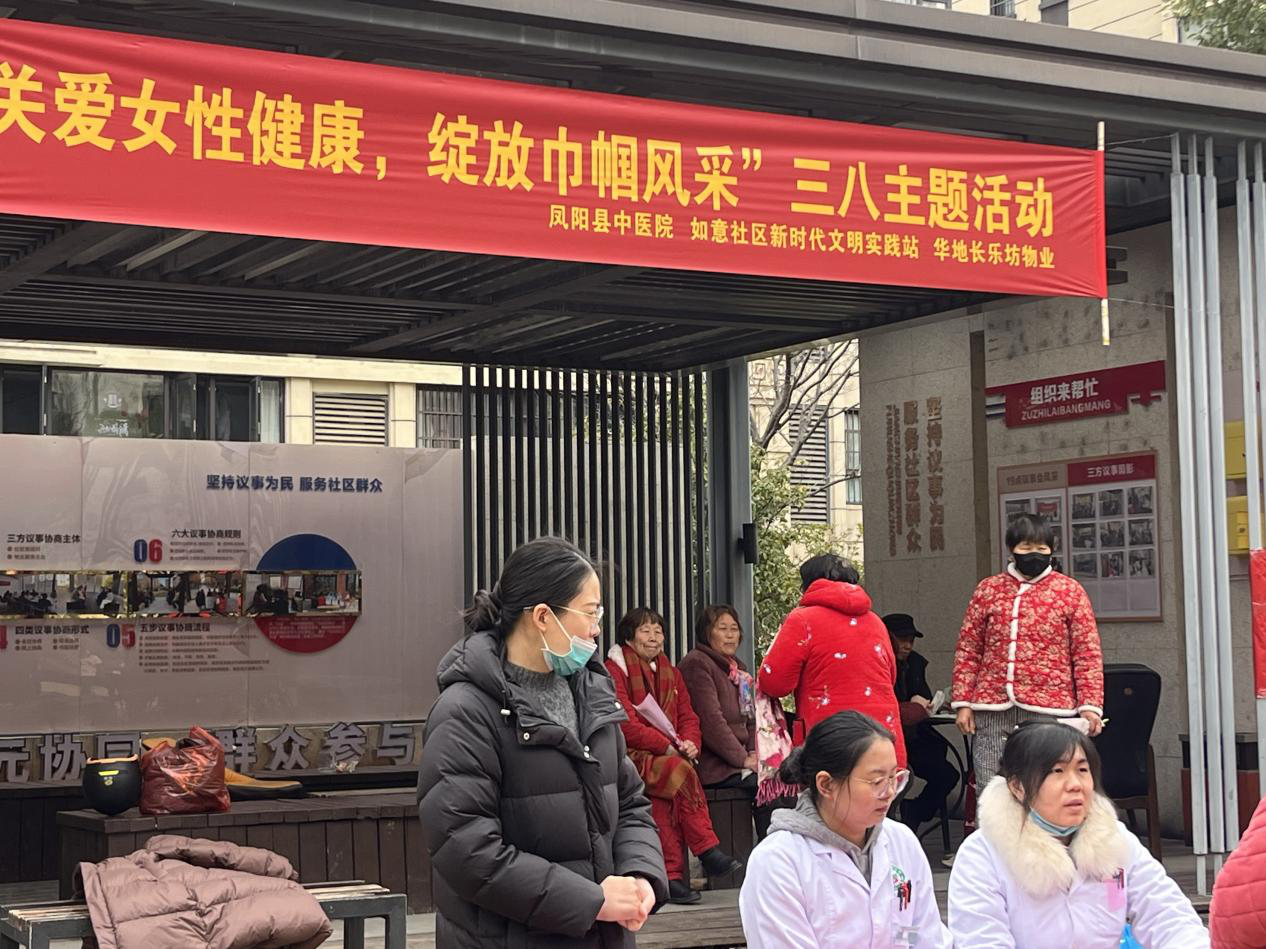 关爱女性健康，绽放巾帼风采”三八主题活动
凤阳县中医院 如意社区新时代文明实践站 华地长乐坊物业
组织来帮忙
ZUZHILAIBANGMANG
坚持议事为民
服务社区群众
三方议事掠影
坚持议事为民 服务社区群众
三方议事协商主体
06
六大议事协商规则
四类议事协商形式
05
五步议事协商流程
元协同 群众参与